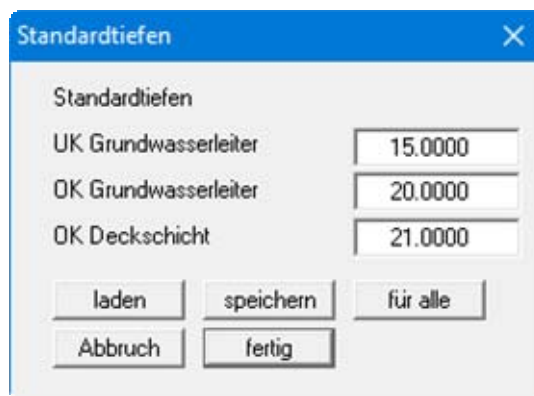 Standardtiefen
Standardtiefen
UK Grundwasserleiter 15.0000
OK Grundwasserleiter 20.0000
OK Deckschicht 21.0000
laden speichern für alle
Abbruch fertig